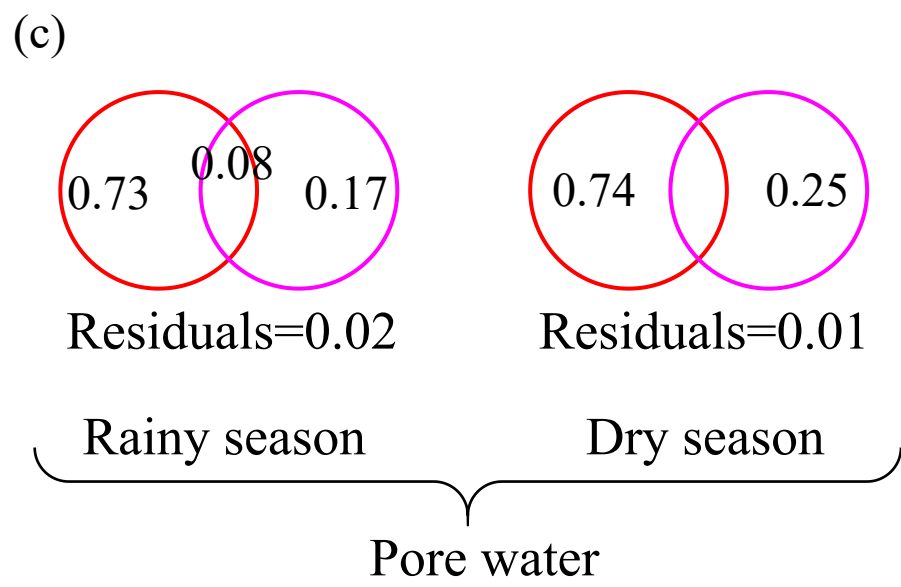 (c)
0.73 0.08 0.17
0.74 0.25
Residuals=0.02
Residuals=0.01
Rainy season
Dry season
Pore water